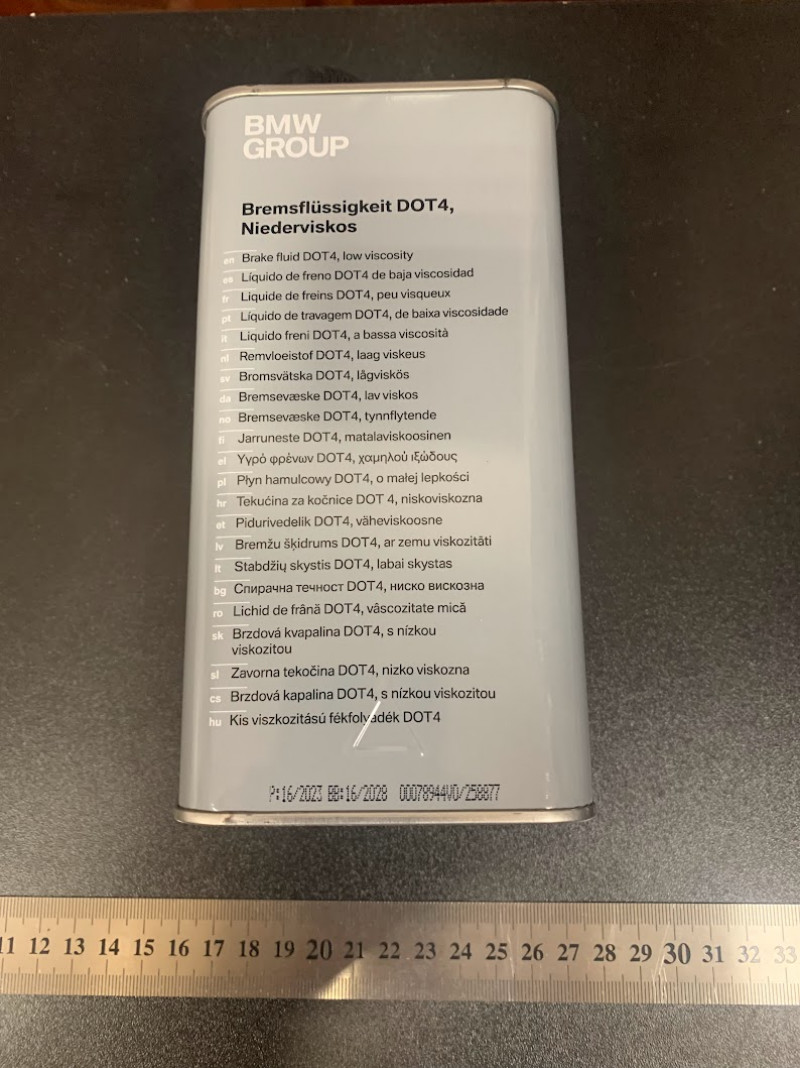 BMW
GROUP
Bremsflüssigkeit DOT4,
Niederviskos
en Brake fluid DOT4, low viscosity
es Líquido de freno DOT4 de baja viscosidad
fr Liquide de freins DOT4, peu visqueux
pt Líquido de travagem DOT4, de baixa viscosidade
it Liquido freni DOT4, a bassa viscosità
nl Remvloeistof DOT4, laag viskeus
sv Bromsvätska DOT4, lågviskös
da Bremsevæske DOT4, lav viskos
no Bremsevæske DOT4, tynnflytende
fi Jarruneste DOT4, matalaviskoosinen
el Υγρό φρένων DOT4, χαμηλού ιξώδους
pl Płyn hamulcowy DOT4, o małej lepkości
hr Tekućina za kočnice DOT 4, niskoviskozna
et Pidurivedelik DOT4, väheviskoosne
lv Bremžu šķidrums DOT4, ar zemu viskozitāti
lt Stabdžių skystis DOT4, labai skystas
bg Спирачна течност DOT4, ниско вискозна
ro Lichid de frână DOT4, vâscozitate mică
sk Brzdová kvapalina DOT4, s nízkou
viskozitou
sl Zavorna tekočina DOT4, nizko viskozna
cs Brzdová kapalina DOT4, s nízkou viskozitou
hu Kis viszkozitású fékfolyadék DOT4
P:16/2023 BB:16/2028 00078944V0/258877
11 12 13 14 15 16 17 18 19 20 21 22 23 24 25 26 27 28 29 30 31 32 33